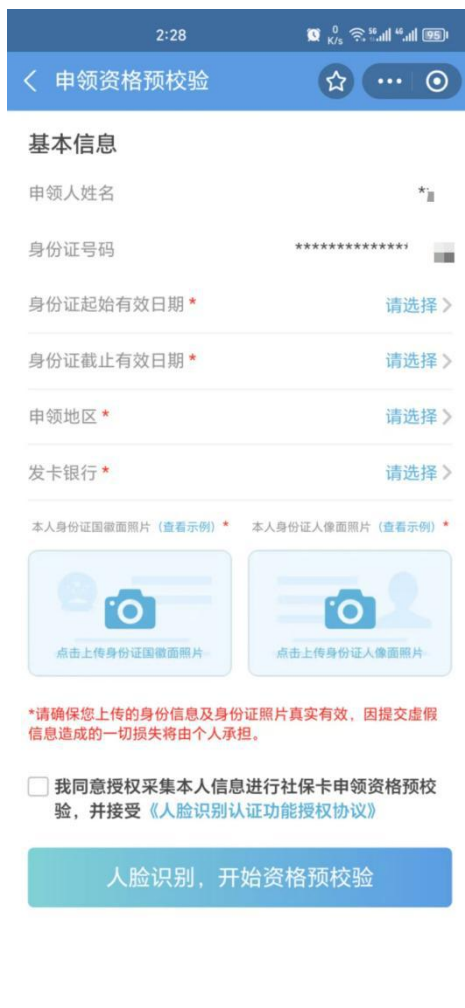 2:28
0 K/s 5G 4G 95
申领资格预校验
基本信息
申领人姓名 *
身份证号码 *************
身份证起始有效日期 * 请选择
身份证截止有效日期 * 请选择
申领地区 * 请选择
发卡银行 * 请选择
本人身份证国徽面照片（查看示例）* 本人身份证人像面照片（查看示例）*
点击上传身份证国徽面照片 点击上传身份证人像面照片
*请确保您上传的身份信息及身份证照片真实有效，因提交虚假
信息造成的一切损失将由个人承担。
我同意授权采集本人信息进行社保卡申领资格预校
验，并接受《人脸识别认证功能授权协议》
人脸识别，开始资格预校验